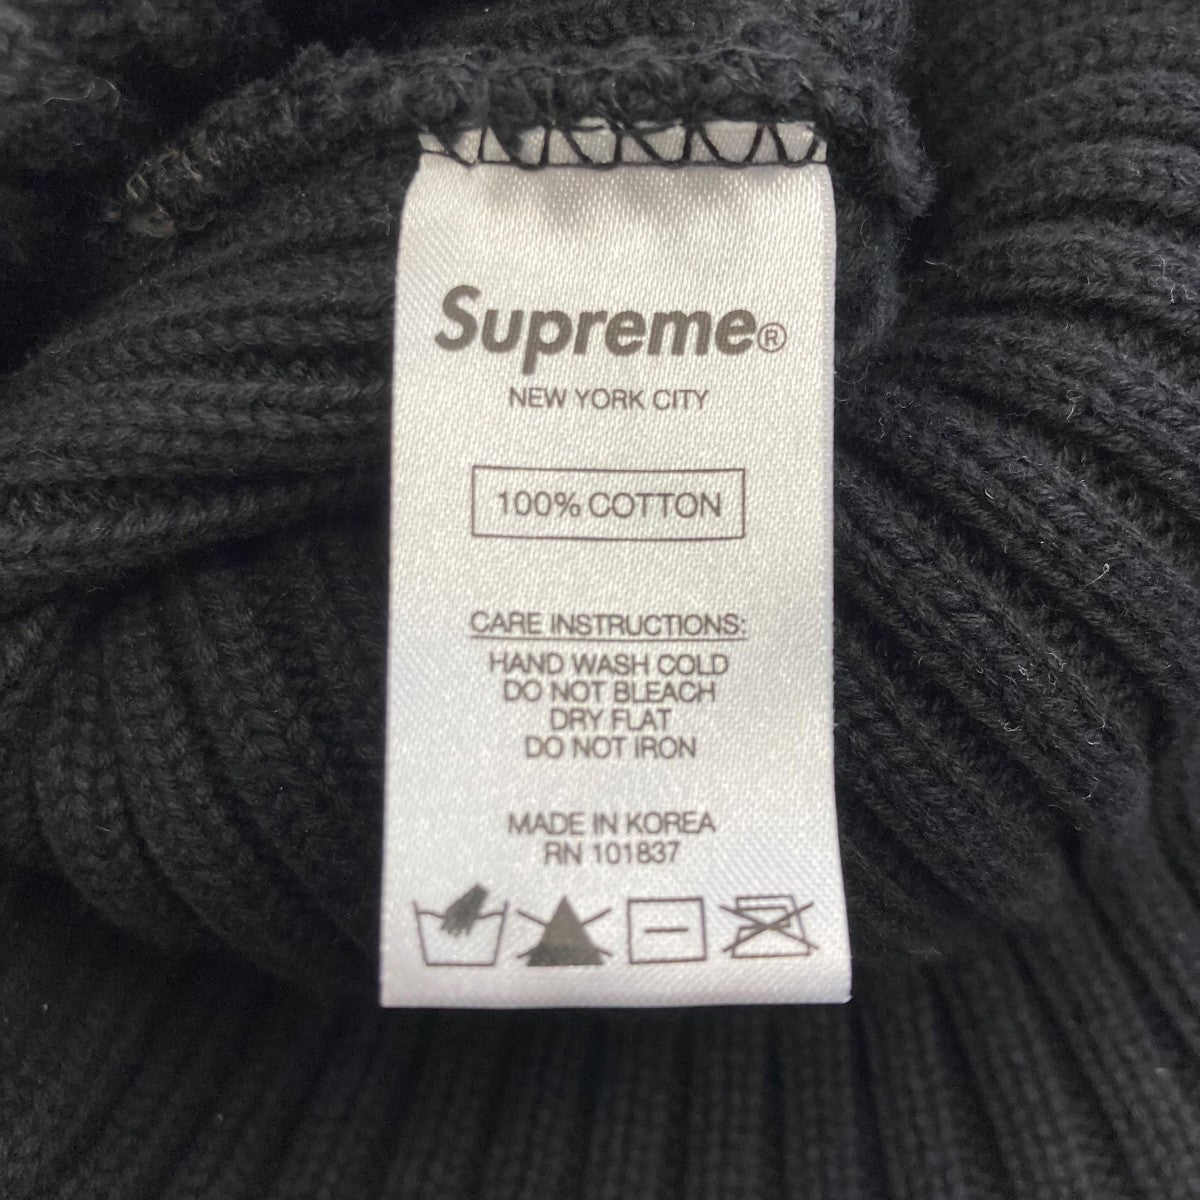 Supreme®
NEW YORK CITY
100% COTTON
CARE INSTRUCTIONS:
HAND WASH COLD
DO NOT BLEACH
DRY FLAT
DO NOT IRON
MADE IN KOREA
RN 101837